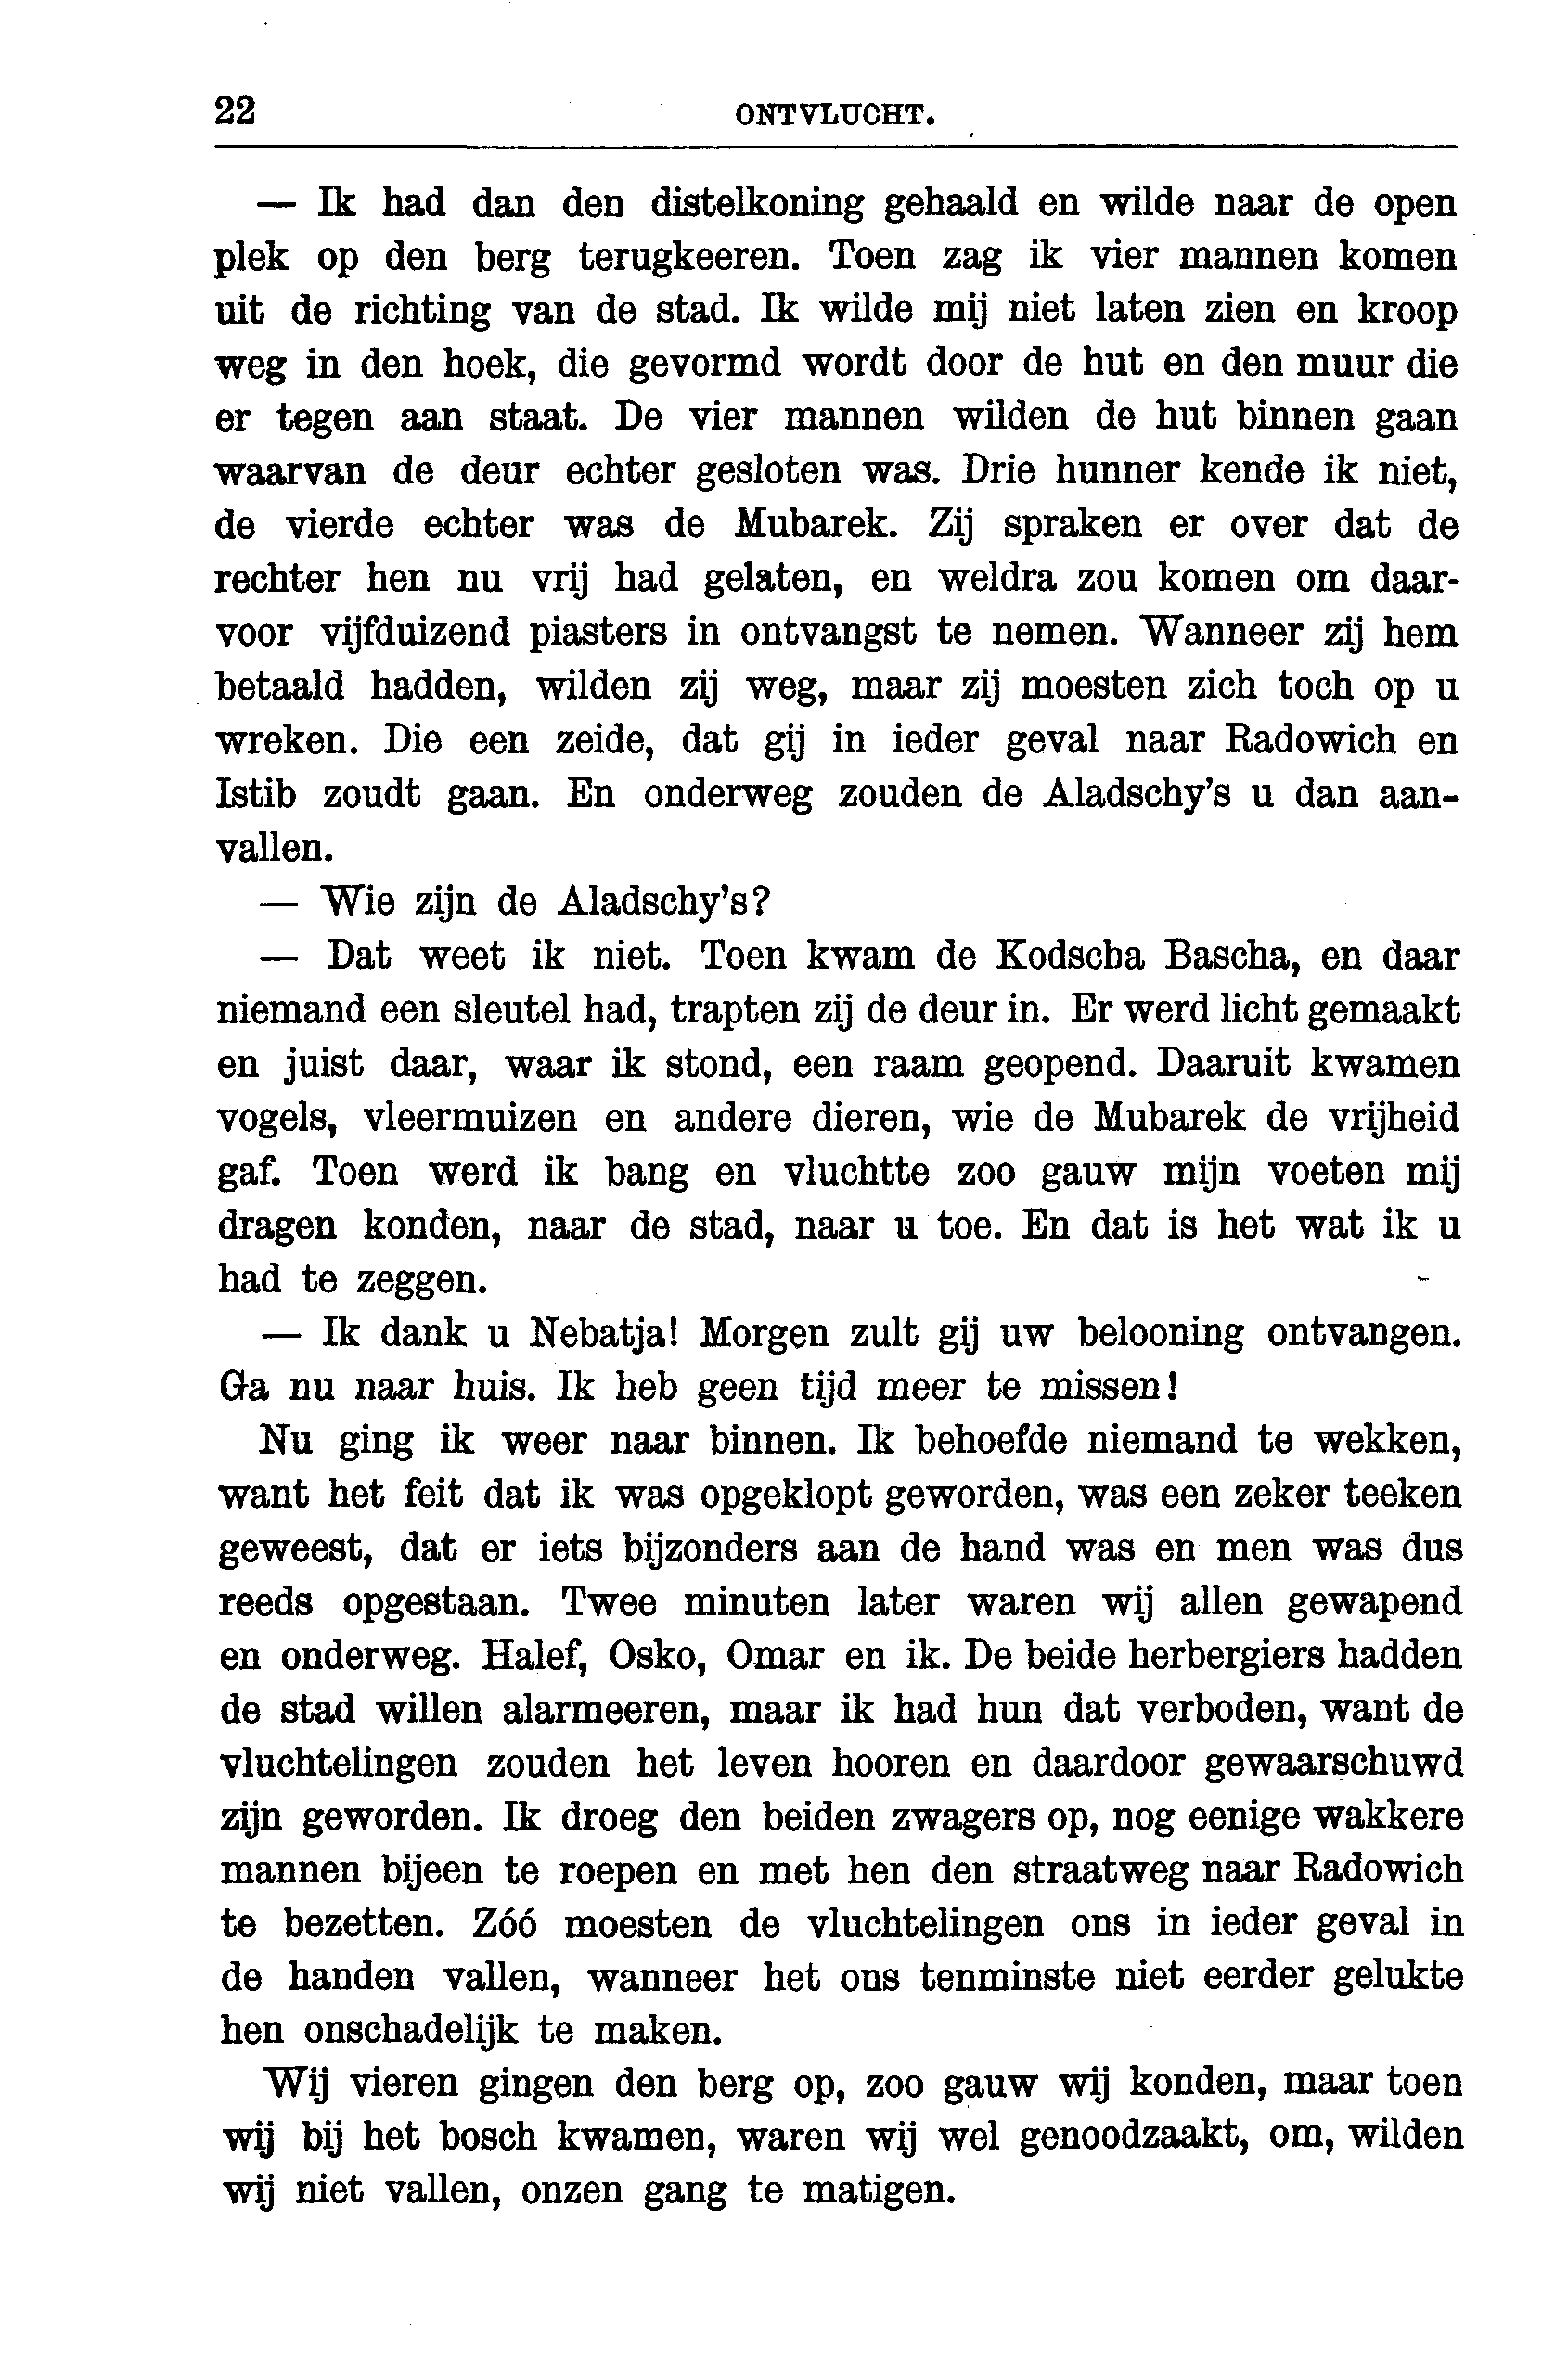 22 ONTVLUCHT.
— Ik had dan den distelkoning gehaald en wilde naar de open
plek op den berg terugkeeren. Toen zag ik vier mannen komen
uit de richting van de stad. Ik wilde mij niet laten zien en kroop
weg in den hoek, die gevormd wordt door de hut en den muur die
er tegen aan staat. De vier mannen wilden de hut binnen gaan
waarvan de deur echter gesloten was. Drie hunner kende ik niet,
de vierde echter was de Mubarek. Zij spraken er over dat de
rechter hen nu vrij had gelaten, en weldra zou komen om daar-
voor vijfduizend piasters in ontvangst te nemen. Wanneer zij hem
betaald hadden, wilden zij weg, maar zij moesten zich toch op u
wreken. Die een zeide, dat gij in ieder geval naar Radowich en
Istib zoudt gaan. En onderweg zouden de Aladschy's u dan aan-
vallen.
— Wie zijn de Aladschy's?
— Dat weet ik niet. Toen kwam de Kodscha Bascha, en daar
niemand een sleutel had, trapten zij de deur in. Er werd licht gemaakt
en juist daar, waar ik stond, een raam geopend. Daaruit kwamen
vogels, vleermuizen en andere dieren, wie de Mubarek de vrijheid
gaf. Toen werd ik bang en vluchtte zoo gauw mijn voeten mij
dragen konden, naar de stad, naar u toe. En dat is het wat ik u
had te zeggen.
— Ik dank u Nebatja! Morgen zult gij uw belooning ontvangen.
Ga nu naar huis. Ik heb geen tijd meer te missen!
Nu ging ik weer naar binnen. Ik behoefde niemand te wekken,
want het feit dat ik was opgeklopt geworden, was een zeker teeken
geweest, dat er iets bijzonders aan de hand was en men was dus
reeds opgestaan. Twee minuten later waren wij allen gewapend
en onderweg. Halef, Osko, Omar en ik. De beide herbergiers hadden
de stad willen alarmeeren, maar ik had hun dat verboden, want de
vluchtelingen zouden het leven hooren en daardoor gewaarschuwd
zijn geworden. Ik droeg den beiden zwagers op, nog eenige wakkere
mannen bijeen te roepen en met hen den straatweg naar Radowich
te bezetten. Zóó moesten de vluchtelingen ons in ieder geval in
de handen vallen, wanneer het ons tenminste niet eerder gelukte
hen onschadelijk te maken.
Wij vieren gingen den berg op, zoo gauw wij konden, maar toen
wij bij het bosch kwamen, waren wij wel genoodzaakt, om, wilden
wij niet vallen, onzen gang te matigen.